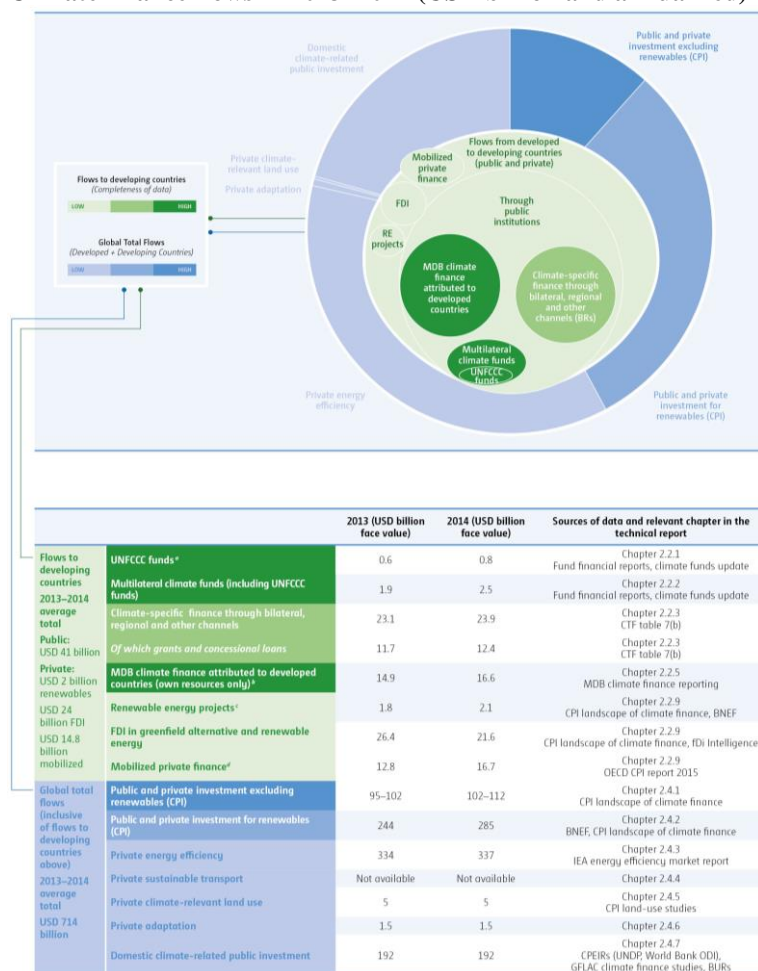 Domestic
climate-related
public investment
Public and private
investment excluding
renewables (CPI)
Private climate-
relevant land use
Private adaptation
Flows to developing countries
(Completeness of data)
LOW HIGH
Global Total Flows
(Developed + Developing Countries)
LOW HIGH
Mobilized
private
finance
Flows from developed
to developing countries
(public and private)
FDI
RE
projects
Through
public
institutions
MDB climate
finance
attributed to
developed
countries
Climate-specific
finance through
bilateral, regional
and other
channels (BRs)
Multilateral
climate funds
UNFCCC
funds
Private energy
efficiency
Public and private
investment for
renewables (CPI)
2013 (USD billion
face value)
2014 (USD billion
face value)
Sources of data and relevant chapter in the
technical report
Flows to
developing
countries
2013–2014
average
total
Public:
USD 41 billion
Private:
USD 2 billion
renewables
USD 24
billion FDI
USD 14.8
billion
mobilized
UNFCCC funds 0.6 0.8 Chapter 2.2.1
Fund financial reports, climate funds update
Multilateral climate funds (including UNFCCC
funds) 1.9 2.5 Chapter 2.2.2
Fund financial reports, climate funds update
Climate-specific finance through bilateral,
regional and other channels 23.1 23.9 Chapter 2.2.3
CTF table 7(b)
Of which grants and concessional loans 11.7 12.4 Chapter 2.2.3
CTF table 7(b)
MDB climate finance attributed to developed
countries (own resources only) 14.9 16.6 Chapter 2.2.5
MDB climate finance reporting
Renewable energy projects 1.8 2.1 Chapter 2.2.9
CPI landscape of climate finance, BNEF
FDI in greenfield alternative and renewable
energy 26.4 21.6 Chapter 2.2.9
CPI landscape of climate finance, fDi Intelligence
Mobilized private finance 12.8 16.7 Chapter 2.2.9
OECD CPI report 2015
Global total
flows
(inclusive
of flows to
developing
countries
above)
2013–2014
average
total
USD 714
billion
Public and private investment excluding
renewables (CPI) 95–102 102–112 Chapter 2.4.1
CPI landscape of climate finance
Public and private investment for renewables
(CPI) 244 285 Chapter 2.4.2
BNEF, CPI landscape of climate finance
Private energy efficiency 334 337 Chapter 2.4.3
IEA energy efficiency market report
Private sustainable transport Not available Not available Chapter 2.4.4
Private climate-relevant land use 5 5 Chapter 2.4.5
CPI land-use studies
Private adaptation 1.5 1.5 Chapter 2.4.6
Domestic climate-related public investment 192 192 Chapter 2.4.7
CPEIRs (UNDP, World Bank ODI),
GFLAC climate finance studies, BURs